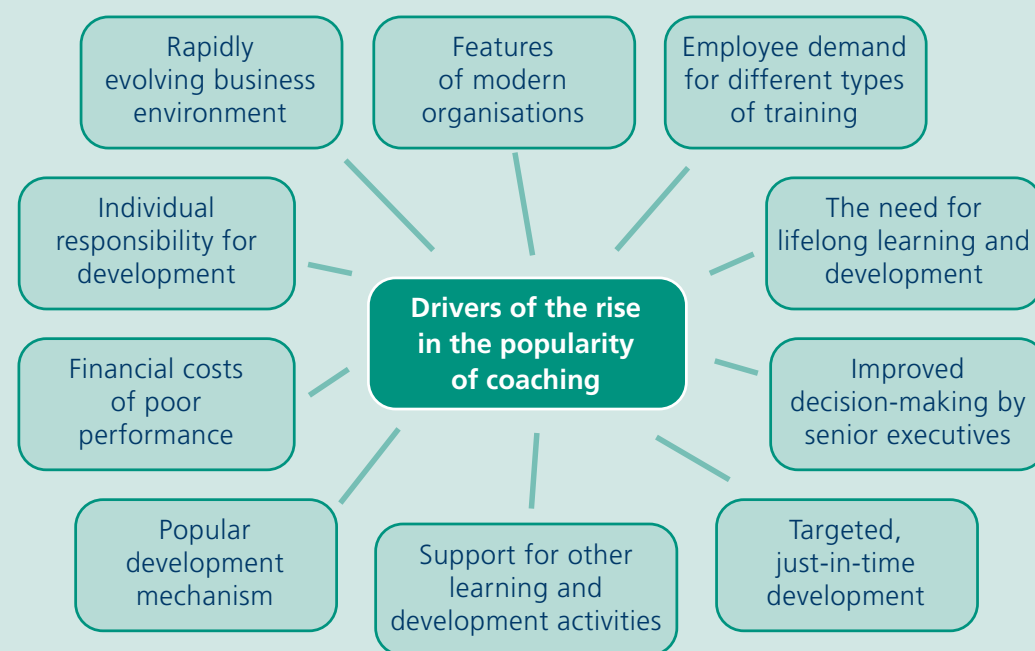 Rapidly
evolving business
environment
Features
of modern
organisations
Employee demand
for different types
of training
Individual
responsibility for
development
The need for
lifelong learning and
development
Drivers of the rise
in the popularity
of coaching
Financial costs
of poor
performance
Improved
decision-making by
senior executives
Popular
development
mechanism
Support for other
learning and
development activities
Targeted,
just-in-time
development